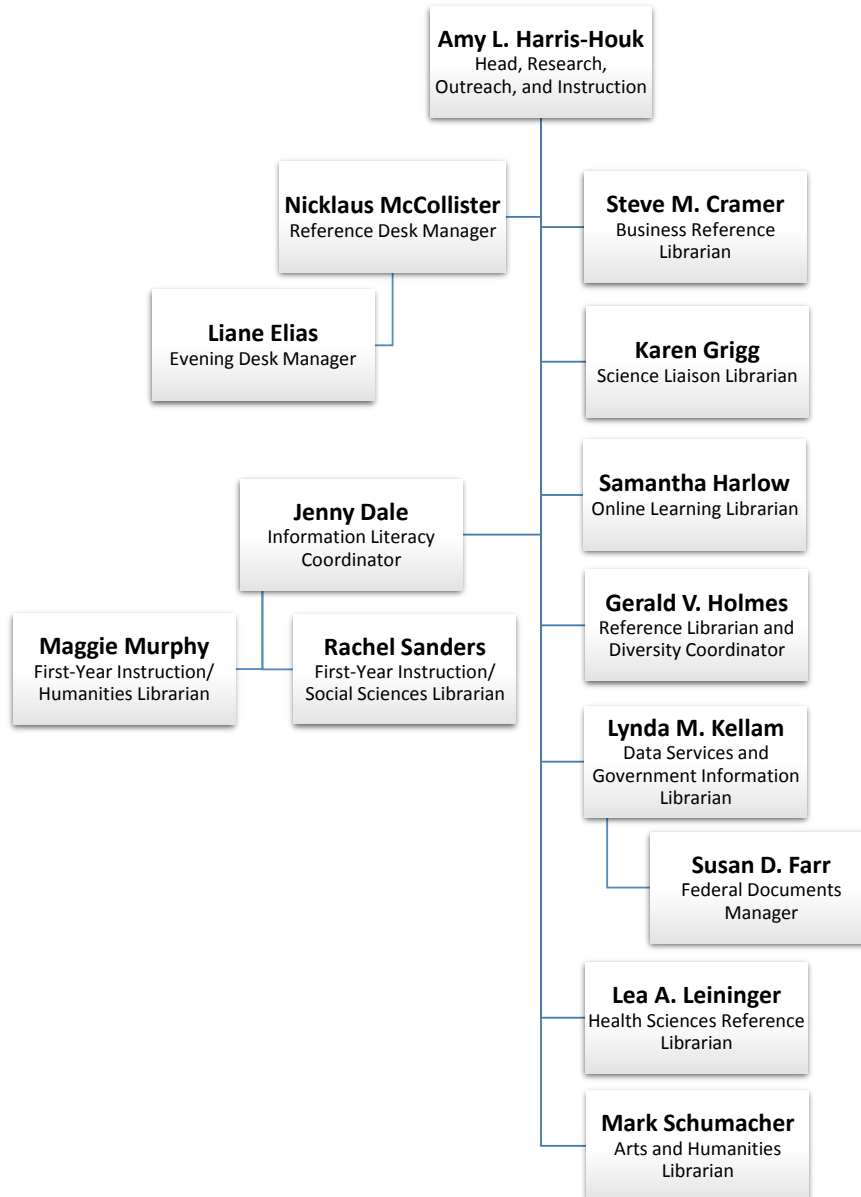 Amy L. Harris-Houk
Head, Research,
Outreach, and Instruction
Nicklaus McCollister
Reference Desk Manager
Steve M. Cramer
Business Reference
Librarian
Liane Elias
Evening Desk Manager
Karen Grigg
Science Liaison Librarian
Samantha Harlow
Online Learning Librarian
Jenny Dale
Information Literacy
Coordinator
Gerald V. Holmes
Reference Librarian and
Diversity Coordinator
Maggie Murphy
First-Year Instruction/
Humanities Librarian
Rachel Sanders
First-Year Instruction/
Social Sciences Librarian
Lynda M. Kellam
Data Services and
Government Information
Librarian
Susan D. Farr
Federal Documents
Manager
Lea A. Leininger
Health Sciences Reference
Librarian
Mark Schumacher
Arts and Humanities
Librarian